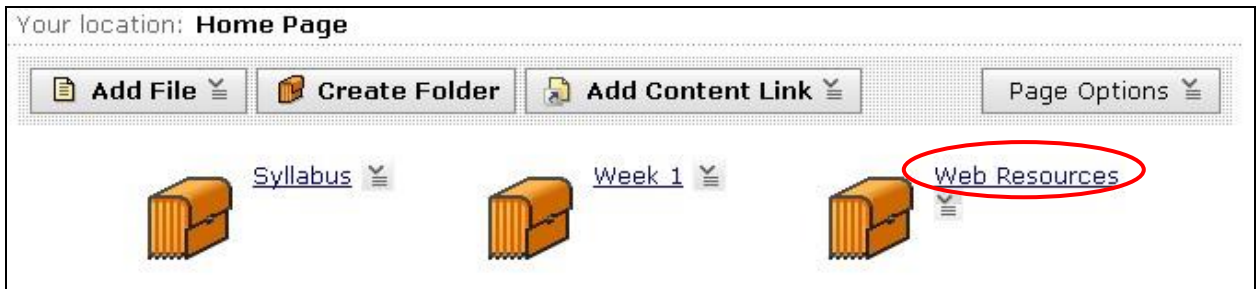 Your location: Home Page
Add File Create Folder Add Content Link Page Options
Syllabus Week 1 Web Resources